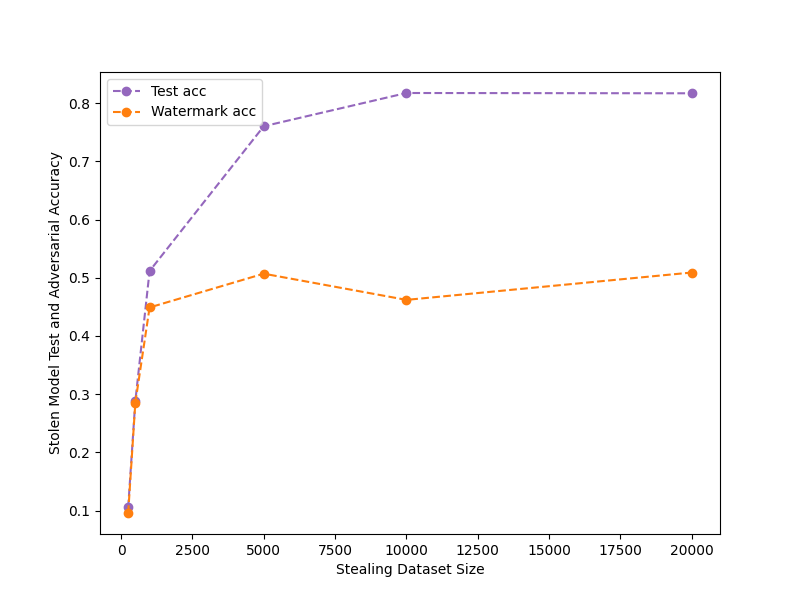 Test acc
Watermark acc
Stolen Model Test and Adversarial Accuracy
0.8
0.7
0.6
0.5
0.4
0.3
0.2
0.1
0 2500 5000 7500 10000 12500 15000 17500 20000
Stealing Dataset Size